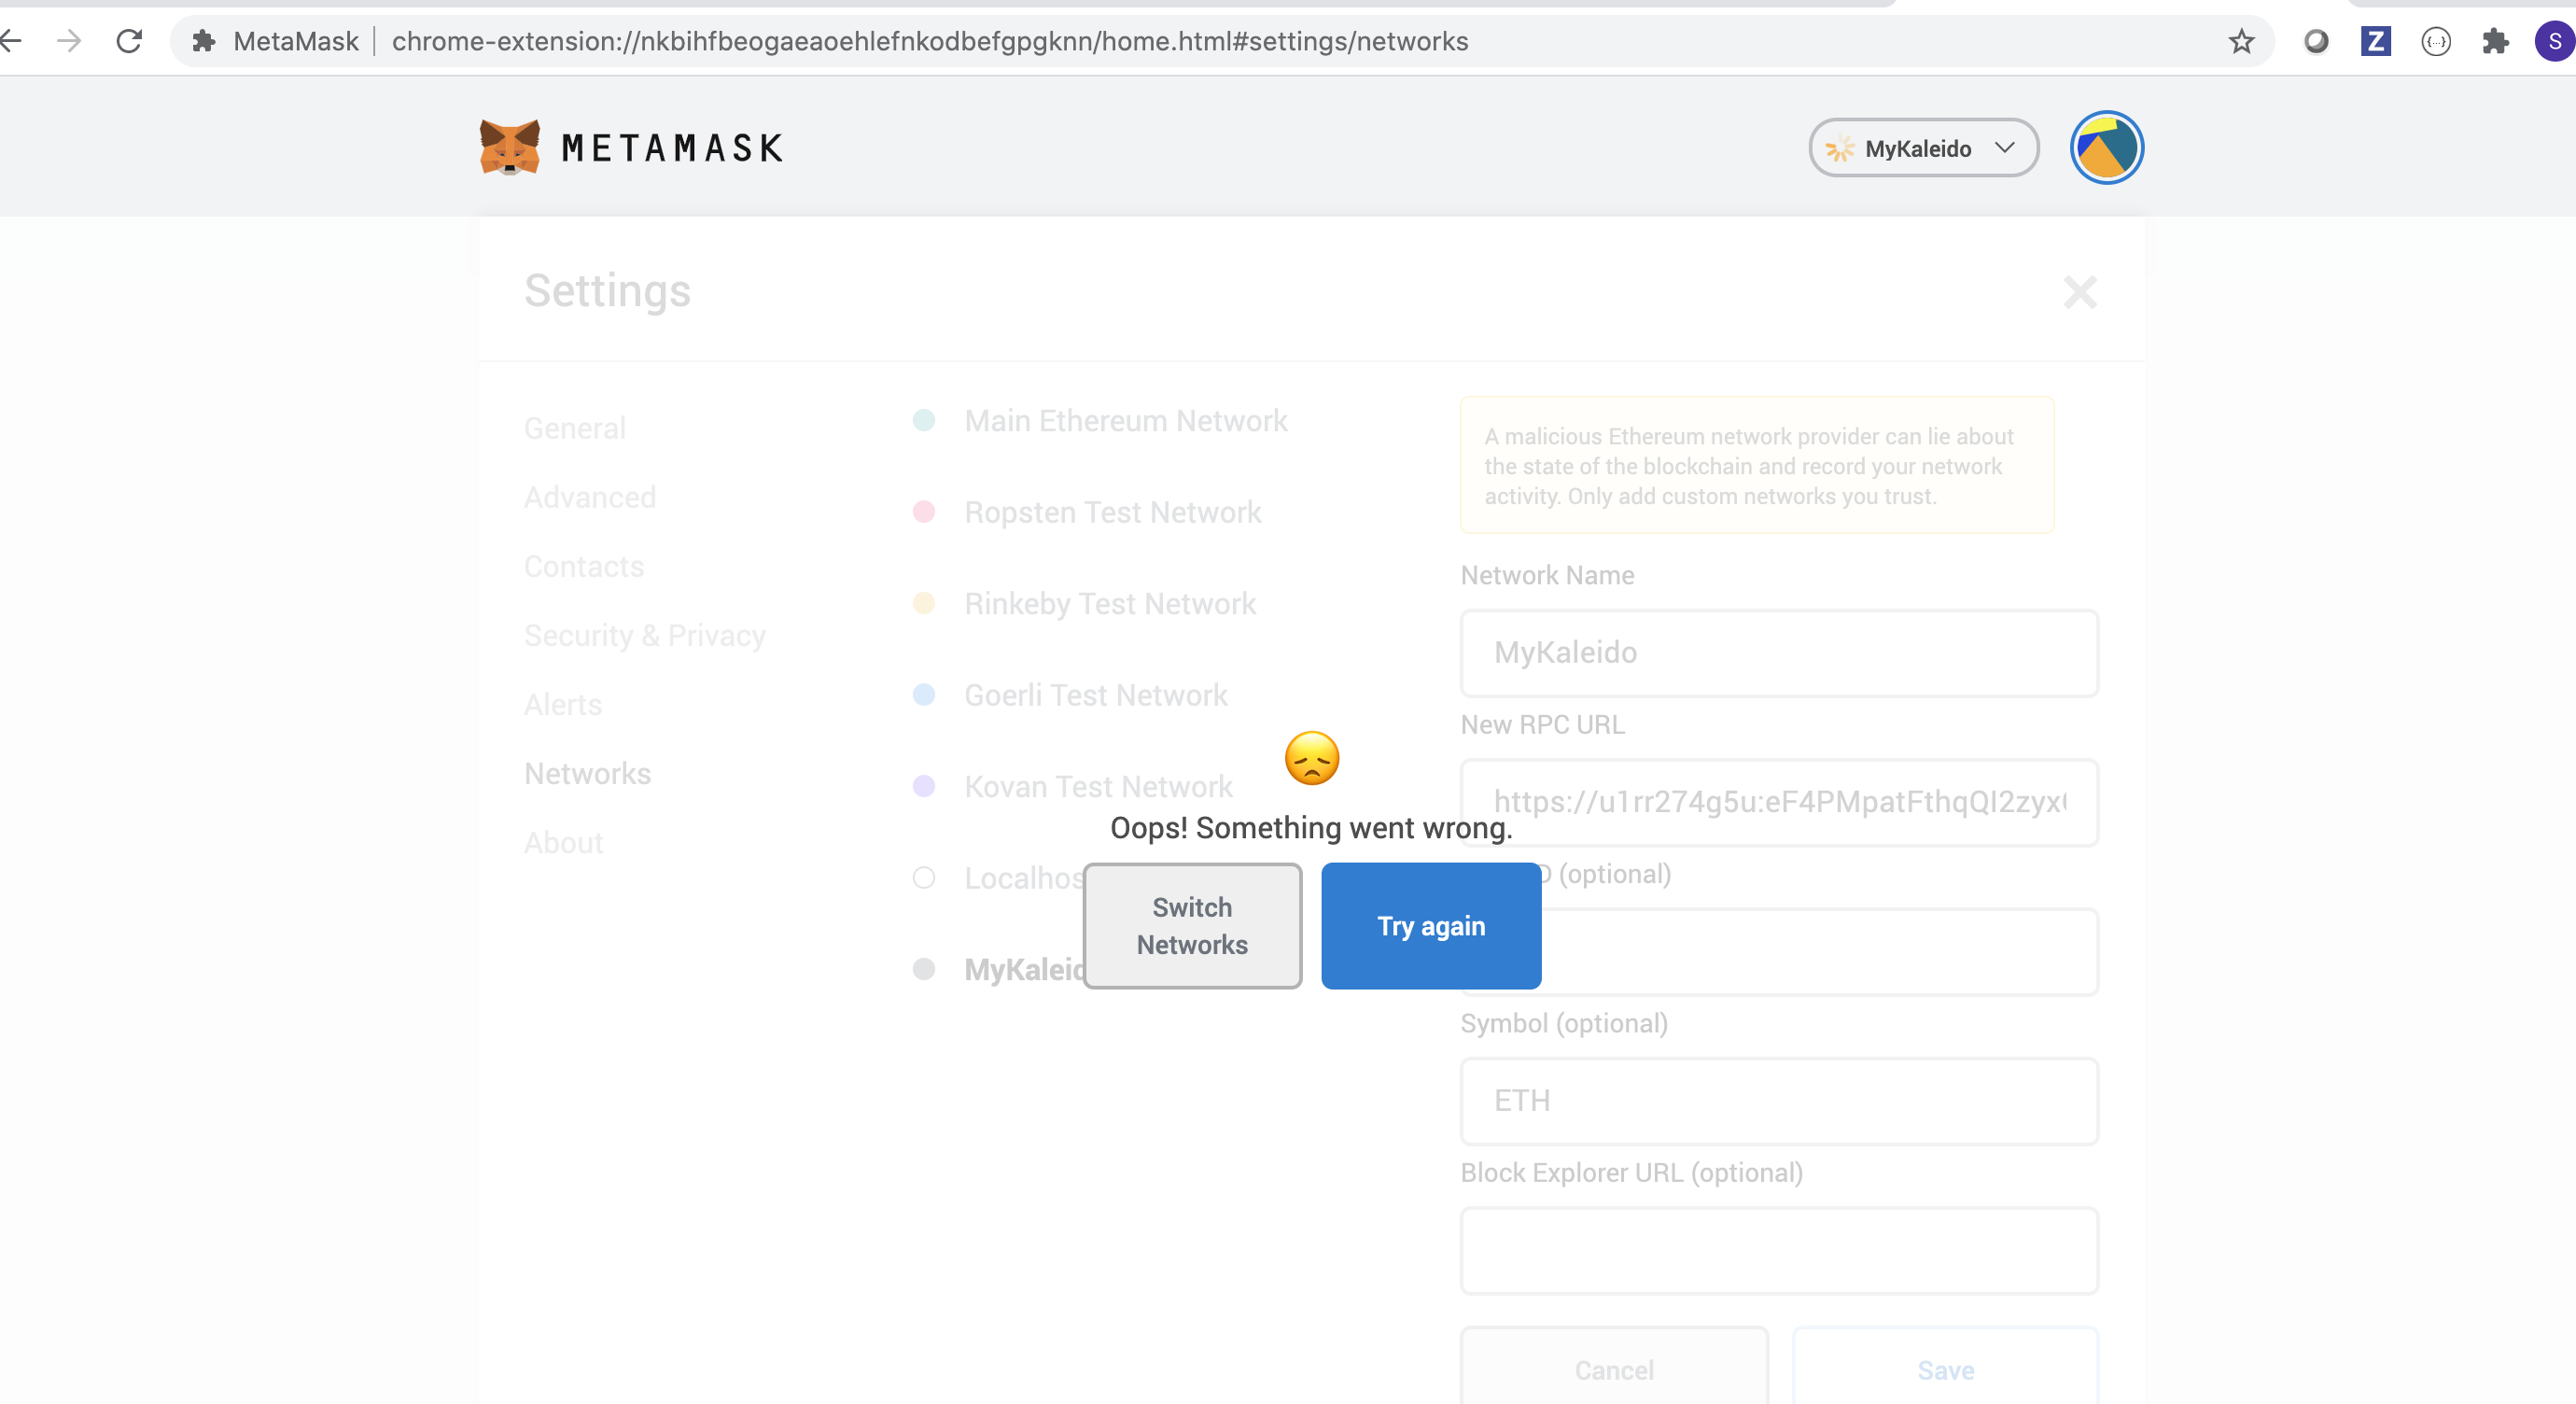 MetaMask | chrome-extension://nkbihfbeogaeaoehlefnkodbefgpgknn/home.html#settings/networks
Z
{...}
S
METAMASK
MyKaleido
Settings
General
Advanced
Contacts
Security & Privacy
Alerts
Networks
About
Main Ethereum Network
Ropsten Test Network
Rinkeby Test Network
Goerli Test Network
Kovan Test Network
Localhos
MyKaleid
A malicious Ethereum network provider can lie about
the state of the blockchain and record your network
activity. Only add custom networks you trust.
Network Name
MyKaleido
New RPC URL
https://u1rr274g5u:eF4PMpatFthqQI2zyx
D (optional)
Symbol (optional)
ETH
Block Explorer URL (optional)
Cancel
Save
Oops! Something went wrong.
Switch
Networks
Try again